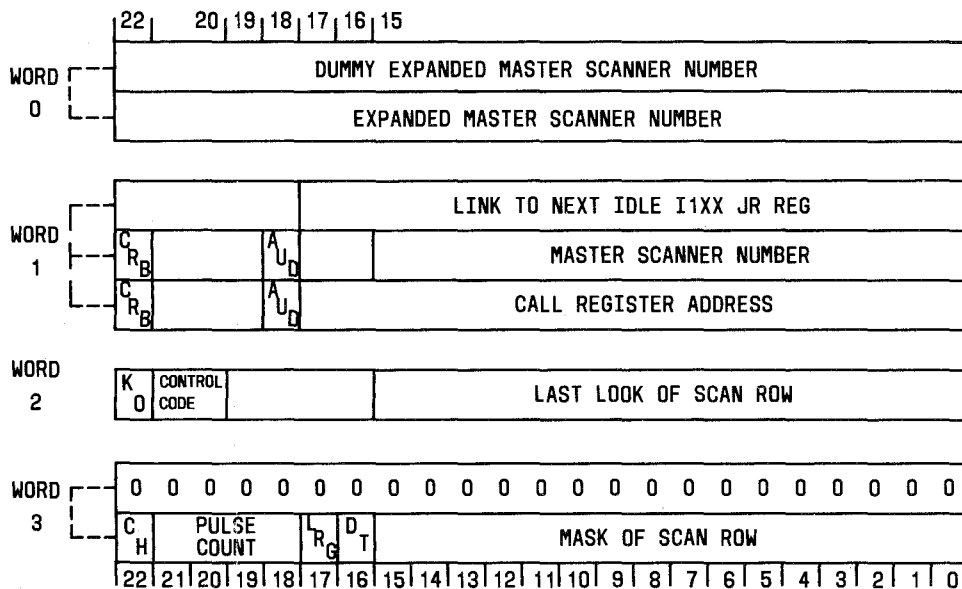 22 20 19 18 17 16 15
WORD 0
DUMMY EXPANDED MASTER SCANNER NUMBER
EXPANDED MASTER SCANNER NUMBER
WORD 1
LINK TO NEXT IDLE I1XX JR REG
CRB AUD MASTER SCANNER NUMBER
CRB AUD CALL REGISTER ADDRESS
WORD 2
KO CONTROL CODE LAST LOOK OF SCAN ROW
WORD 3
0 0 0 0 0 0 0 0 0 0 0 0 0 0 0 0 0 0 0 0 0 0 0
CH PULSE COUNT LRG DT MASK OF SCAN ROW
22 21 20 19 18 17 16 15 14 13 12 11 10 9 8 7 6 5 4 3 2 1 0